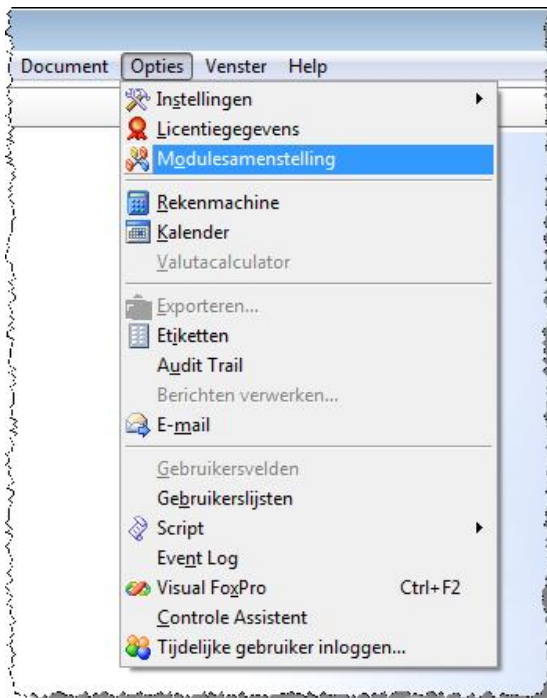 Document Opties Venster Help
Instellingen
Licentiegegevens
Modulesamenstelling
Rekenmachine
Kalender
Valutacalculator
Exporteren...
Etiketten
Audit Trail
Berichten verwerken...
E-mail
Gebruikersvelden
Gebruikerslijsten
Script
Event Log
Visual FoxPro Ctrl+F2
Controle Assistent
Tijdelijke gebruiker inloggen...